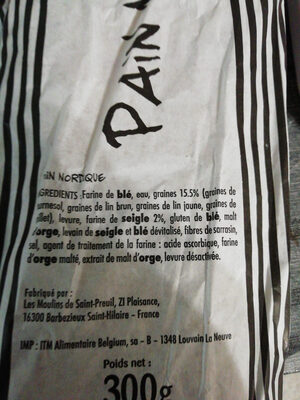 PAIN
IN NORDIQUE
INGRÉDIENTS : Farine de blé, eau, graines 15.5% (graines de
tournesol, graines de lin brun, graines de lin jaune, graines de
millet), levure, farine de seigle 2%, gluten de blé, malt
d'orge, levain de seigle et blé dévitalisé, fibres de sarrasin,
sel, agent de traitement de la farine : acide ascorbique, farine
d'orge malté, extrait de malt d'orge, levure désactivée.
Fabriqué par :
Les Moulins de Saint-Preuil, ZI Plaisance,
16300 Barbezieux Saint-Hilaire - France
IMP : ITM Alimentaire Belgium, sa - B - 1348 Louvain La Neuve
Poids net :
300g